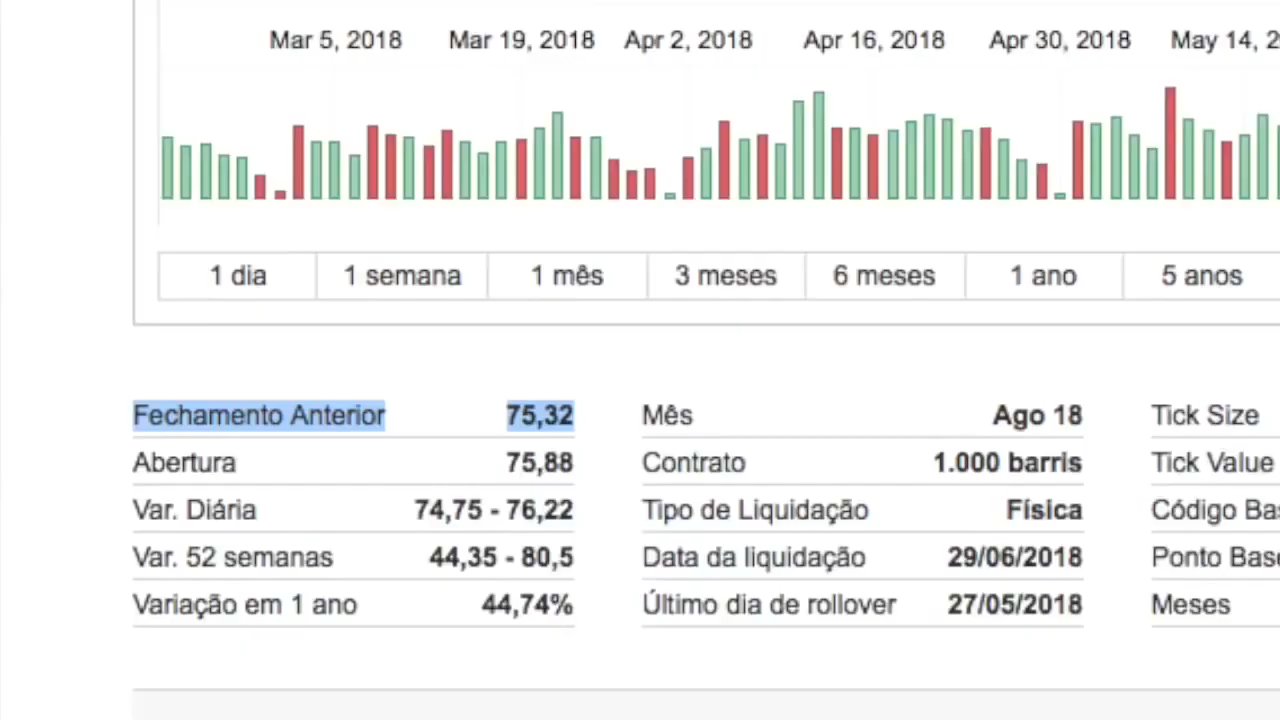 Mar 5, 2018 Mar 19, 2018 Apr 2, 2018 Apr 16, 2018 Apr 30, 2018 May 14,
1 dia 1 semana 1 mês 3 meses 6 meses 1 ano 5 anos
Fechamento Anterior 75,32 Mês Ago 18 Tick Size
Abertura 75,88 Contrato 1.000 barris Tick Value
Var. Diária 74,75 - 76,22 Tipo de Liquidação Física Código
Var. 52 semanas 44,35 - 80,5 Data da liquidação 29/06/2018 Ponto
Variação em 1 ano 44,74% Último dia de rollover 27/05/2018 Meses